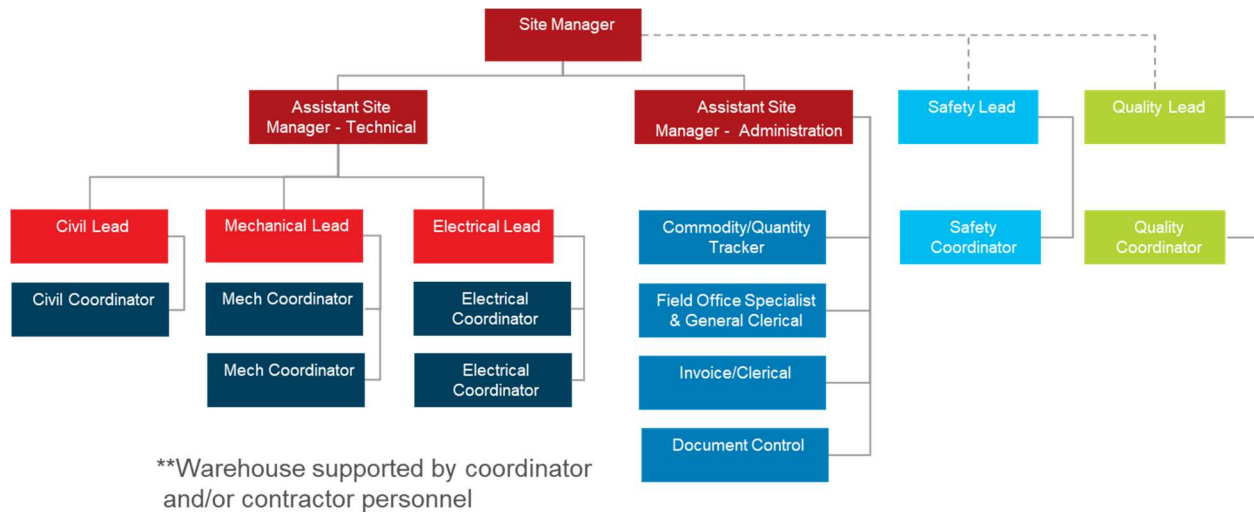 Site Manager
Assistant Site
Manager - Technical
Assistant Site
Manager - Administration
Safety Lead
Quality Lead
Civil Lead
Mechanical Lead
Electrical Lead
Commodity/Quantity
Tracker
Safety
Coordinator
Quality
Coordinator
Civil Coordinator
Mech Coordinator
Electrical
Coordinator
Field Office Specialist
& General Clerical
Mech Coordinator
Electrical
Coordinator
Invoice/Clerical
Document Control
**Warehouse supported by coordinator
and/or contractor personnel